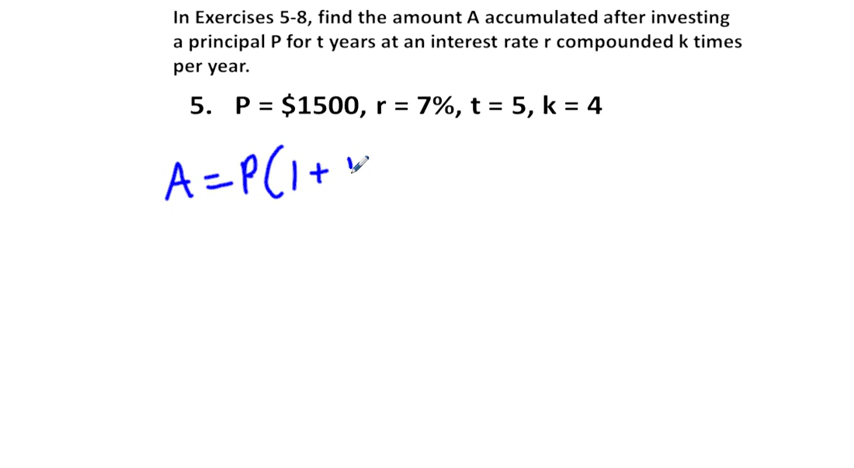 In Exercises 5-8, find the amount A accumulated after investing
a principal P for t years at an interest rate r compounded k times
per year.
5. P = $1500, r = 7%, t = 5, k = 4
A = P(1 +